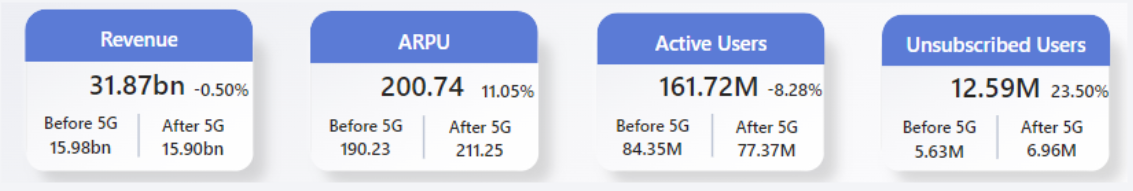 Revenue
31.87bn -0.50%
Before 5G After 5G
15.98bn 15.90bn
ARPU
200.74 11.05%
Before 5G After 5G
190.23 211.25
Active Users
161.72M -8.28%
Before 5G After 5G
84.35M 77.37M
Unsubscribed Users
12.59M 23.50%
Before 5G After 5G
5.63M 6.96M